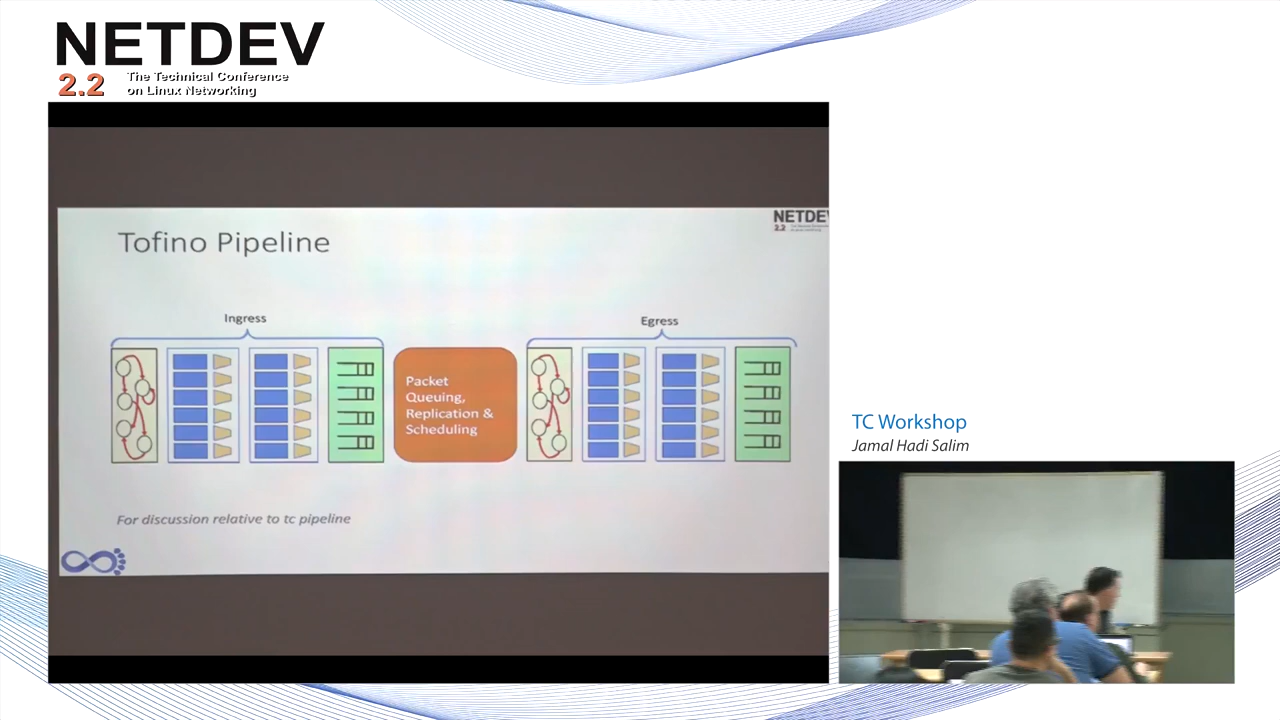 NETDEV
2.2
The Technical Conference
on Linux Networking
NETDEV
2.2
Tofino Pipeline
Ingress
Egress
Packet
Queuing,
Replication &
Scheduling
For discussion relative to tc pipeline
TC Workshop
Jamal Hadi Salim